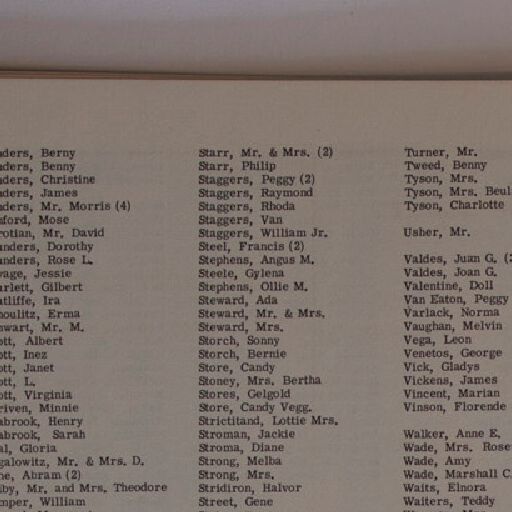 nders, Berny
nders, Benny
nders, Christine
nders, James
nders, Mr. Morris (4)
ford, Mose
rotian, Mr. David
unders, Dorothy
unders, Rose L.
vage, Jessie
arlett, Gilbert
atliffe, Ira
moulitz, Erma
nwart, Mr. M.
ott, Albert
ott, Inez
ott, Janet
ott, L.
ott, Virginia
riven, Minnie
abrook, Henry
abrook, Sarah
al, Gloria
galowitz, Mr. & Mrs. D.
ne, Abram (2)
lby, Mr. and Mrs. Theodore
mper, William
Starr, Mr. & Mrs. (2)
Starr, Philip
Staggers, Peggy (2)
Staggers, Raymond
Staggers, Rhoda
Staggers, Van
Staggers, William Jr.
Steel, Francis (2)
Stephens, Angus M.
Steele, Gylena
Stephens, Ollie M.
Steward, Ada
Steward, Mr. & Mrs.
Steward, Mrs.
Storch, Sonny
Storch, Bernie
Store, Candy
Stoney, Mrs. Bertha
Stores, Gelgold
Store, Candy Vegg.
Strictitand, Lottie Mrs.
Stroman, Jackie
Stroma, Diane
Strong, Melba
Strong, Mrs.
Stridiron, Halvor
Street, Gene
Turner, Mr.
Tweed, Benny
Tyson, Mrs.
Tyson, Mrs. Beul
Tyson, Charlotte
Usher, Mr.
Valdes, Juan G.
Valdes, Joan G.
Valentine, Doll
Van Eaton, Peggy
Varlack, Norma
Vaughan, Melvin
Vega, Leon
Venetos, George
Vick, Gladys
Vickens, James
Vincent, Marian
Vinson, Florende
Walker, Anne E.
Wade, Mrs. Rose
Wade, Amy
Wade, Marshall C.
Waits, Elnora
Waiters, Teddy